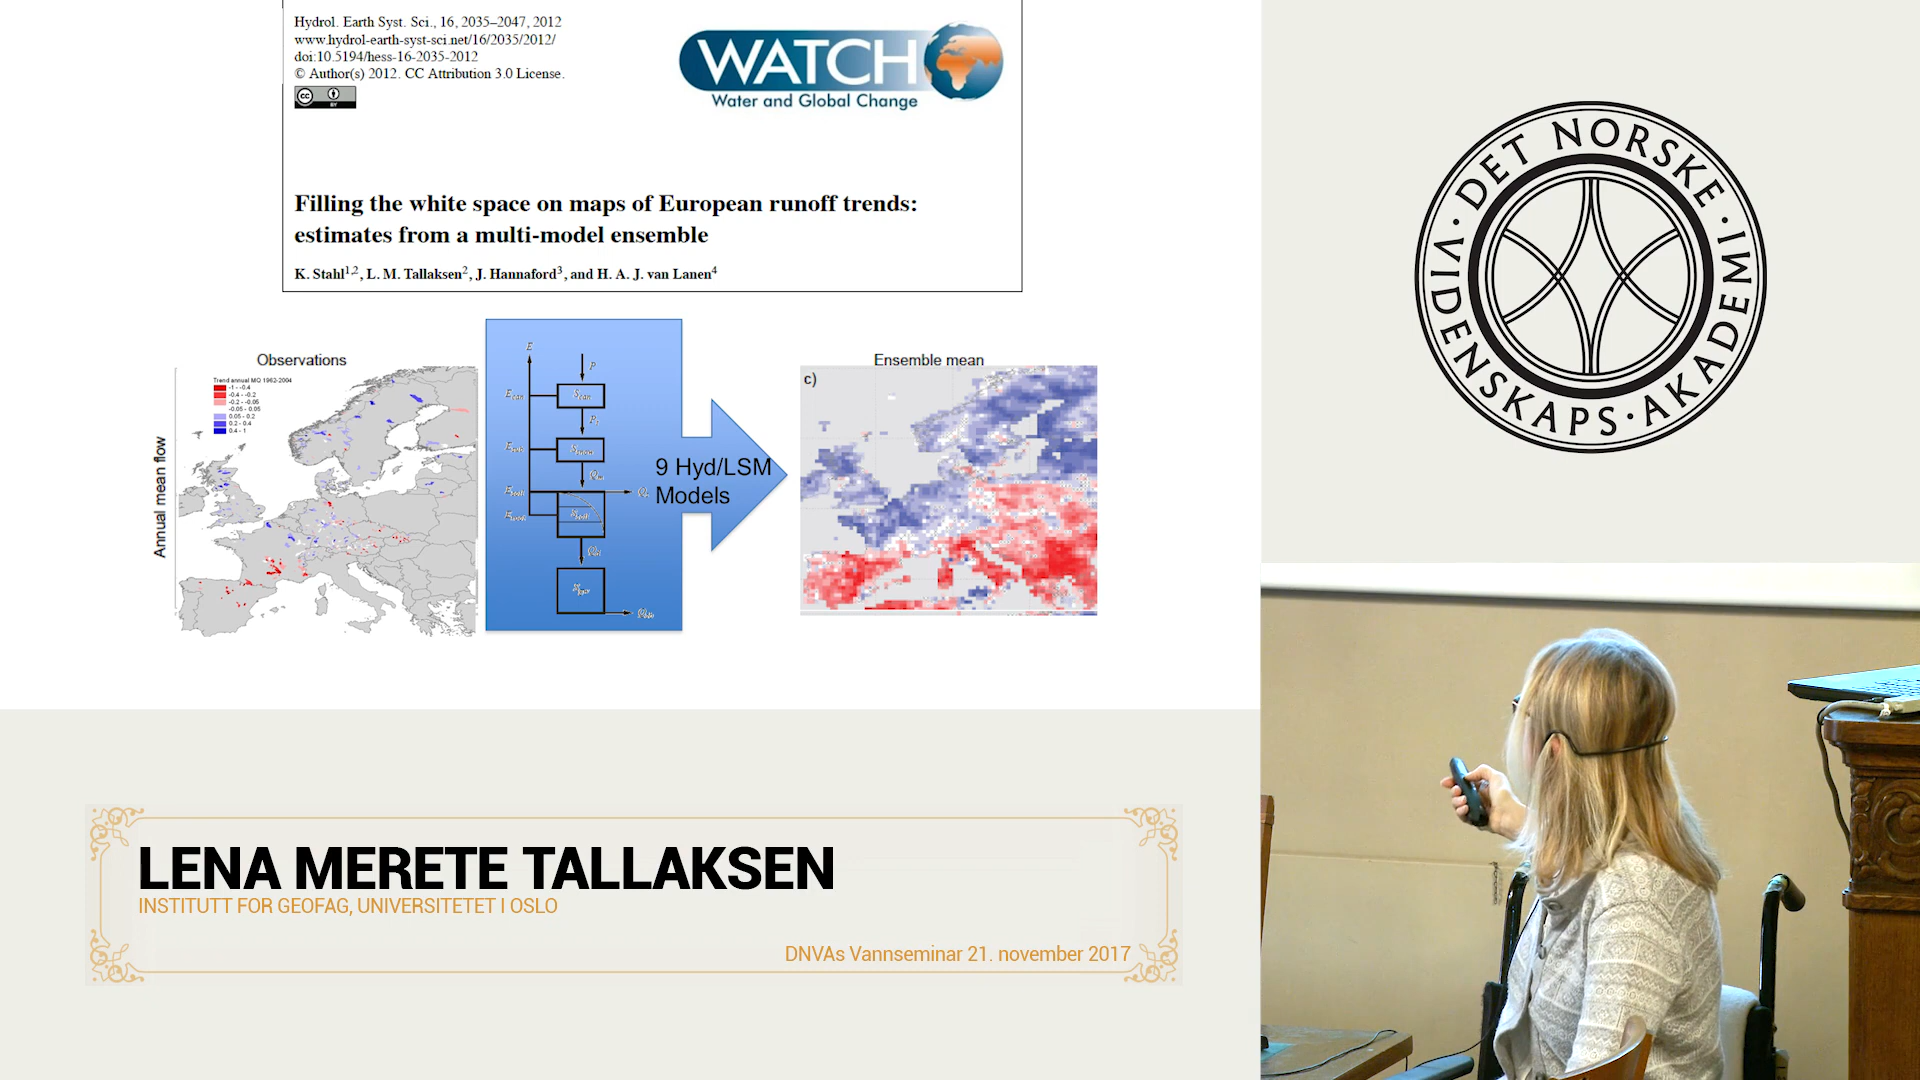 Hydrol. Earth Syst. Sci., 16, 2035–2047, 2012
www.hydrol-earth-syst-sci.net/16/2035/2012/
doi:10.5194/hess-16-2035-2012
© Author(s) 2012. CC Attribution 3.0 License.
CC
BY
WATCH
Water and Global Change
Filling the white space on maps of European runoff trends:
estimates from a multi-model ensemble
K. Stahl1,2, L. M. Tallaksen2, J. Hannaford3, and H. A. J. van Lanen4
Observations
Trend annual MQ 1962-2004
-1 - -0.4
-0.4 - -0.2
-0.2 - -0.05
-0.05 - 0.05
0.05 - 0.2
0.2 - 0.4
0.4 - 1
Annual mean flow
E
P
9 Hyd/LSM
Models
Ensemble mean
c)
DET NORSKE · VIDENSKAPS · AKADEMI ·
LENA MERETE TALLAKSEN
INSTITUTT FOR GEOFAG, UNIVERSITETET I OSLO
DNVAs Vannseminar 21. november 2017